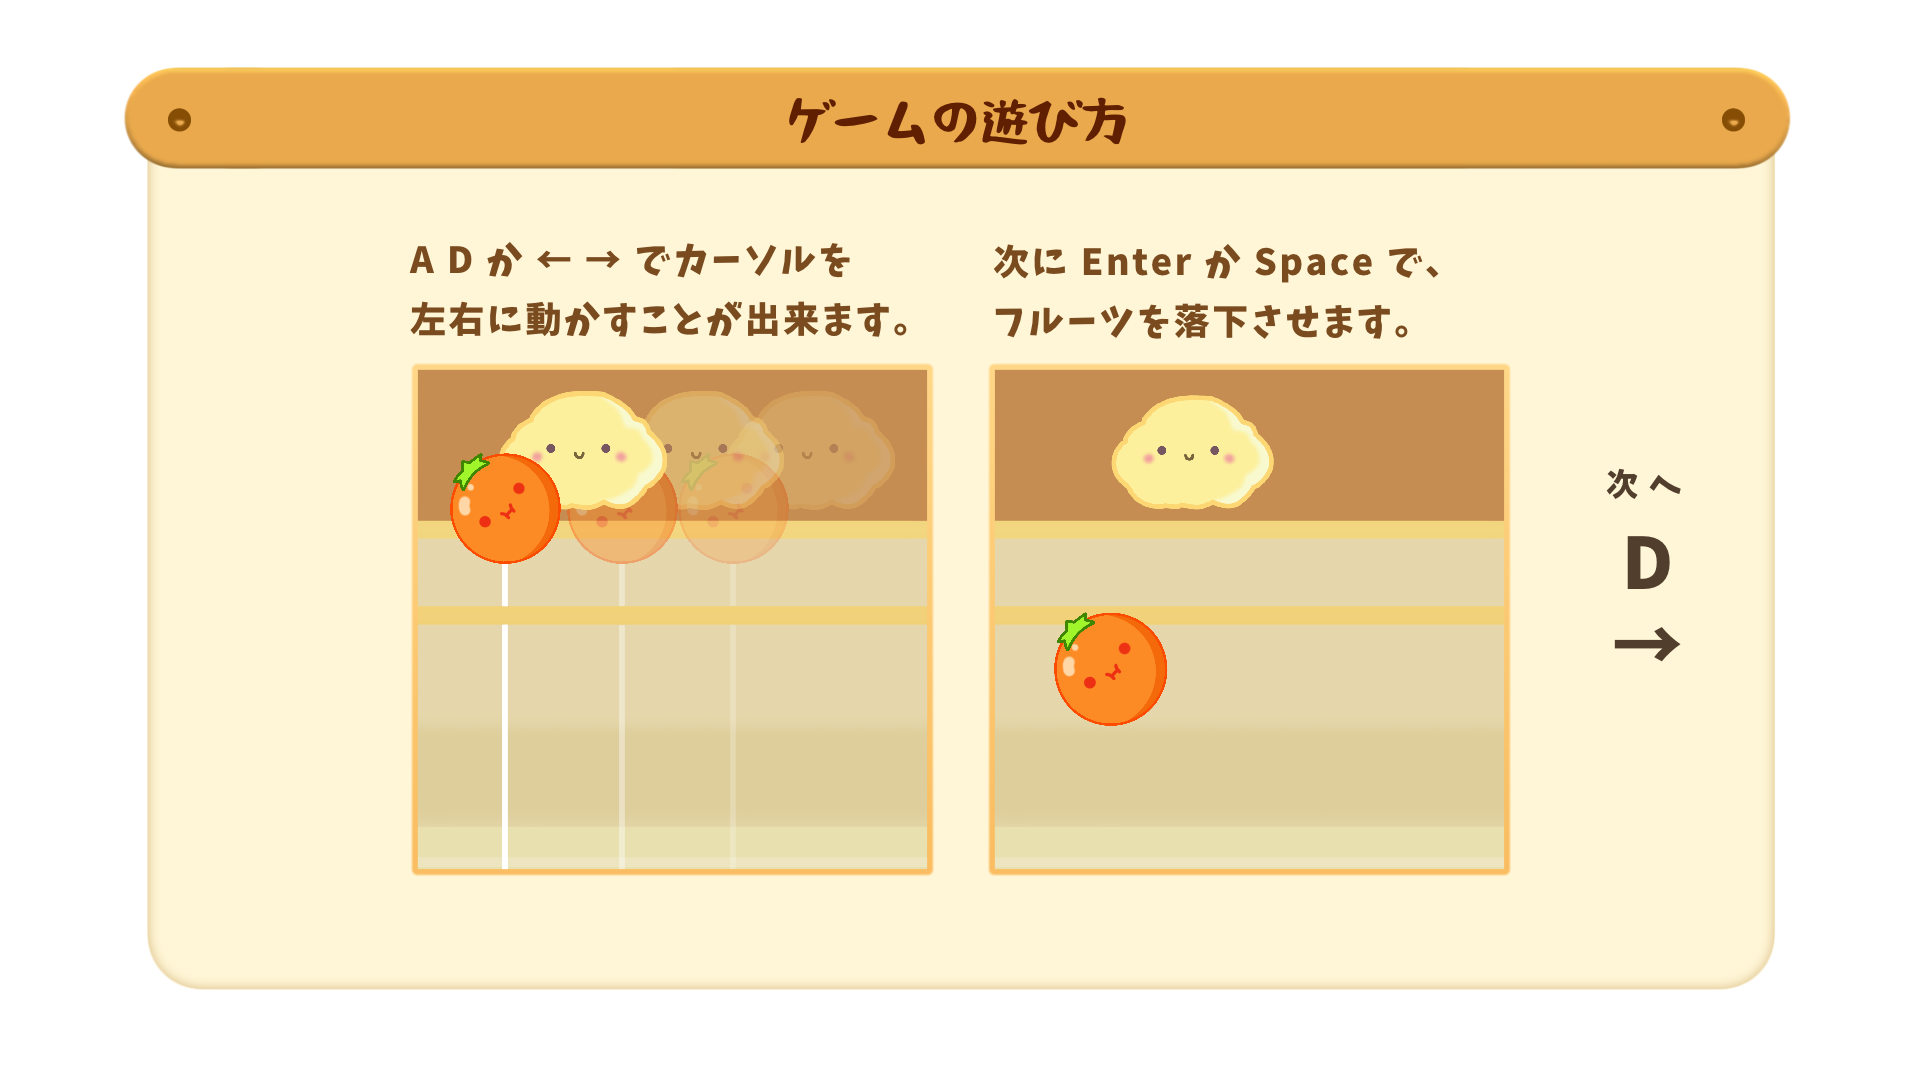 ゲームの遊び方
A D か ← → でカーソルを
左右に動かすことが出来ます。
次に Enter か Space で、
フルーツを落下させます。
次へ
D
→